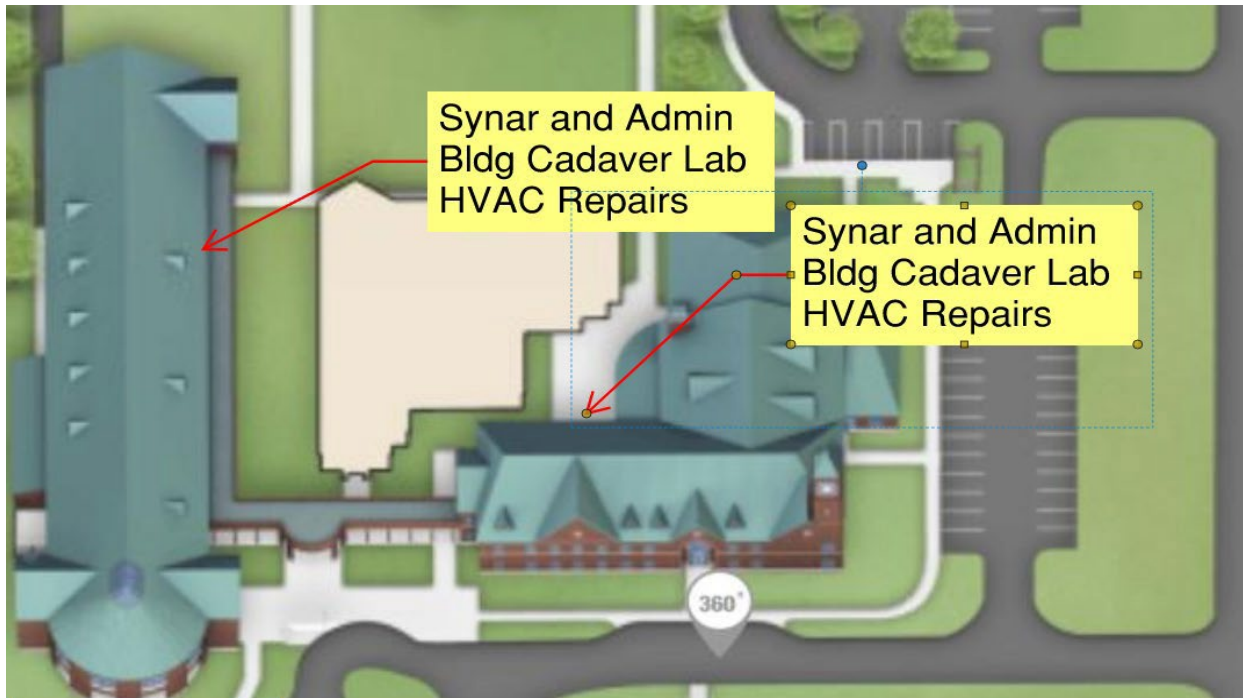 Synar and Admin
Bldg Cadaver Lab
HVAC Repairs
Synar and Admin
Bldg Cadaver Lab
HVAC Repairs
360°